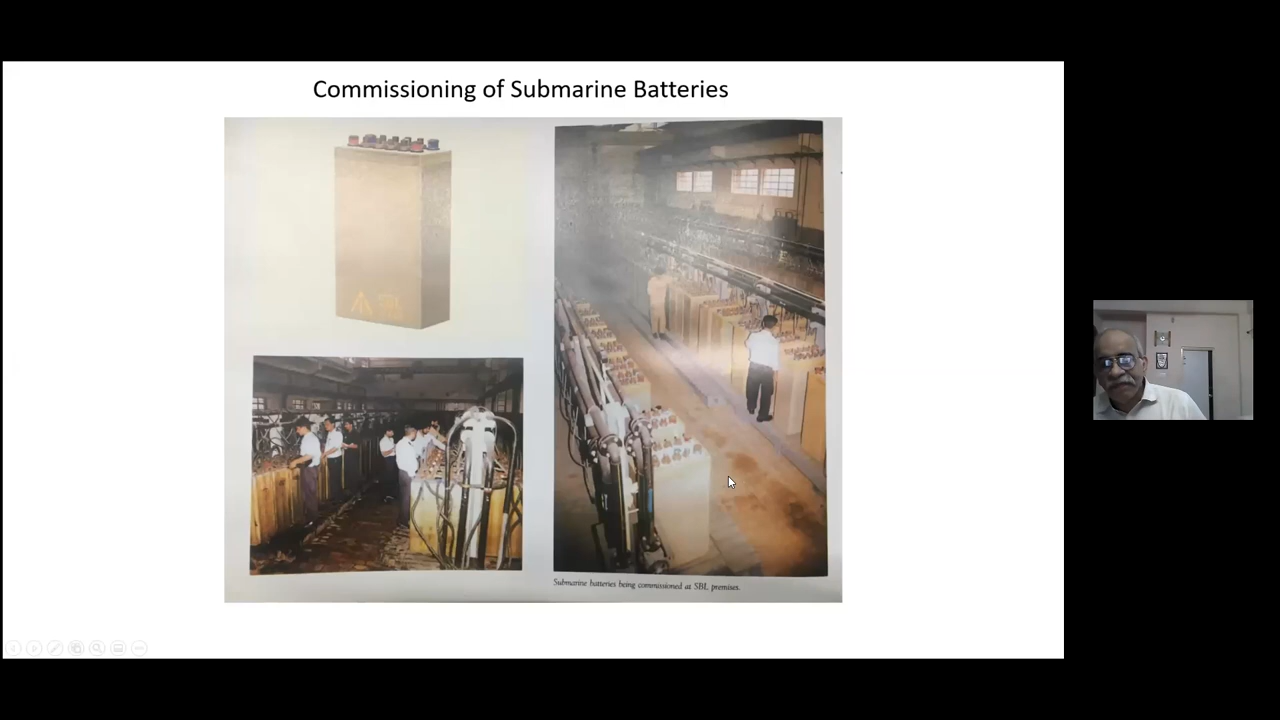 Commissioning of Submarine Batteries
Submarine batteries being commissioned at SBL premises.